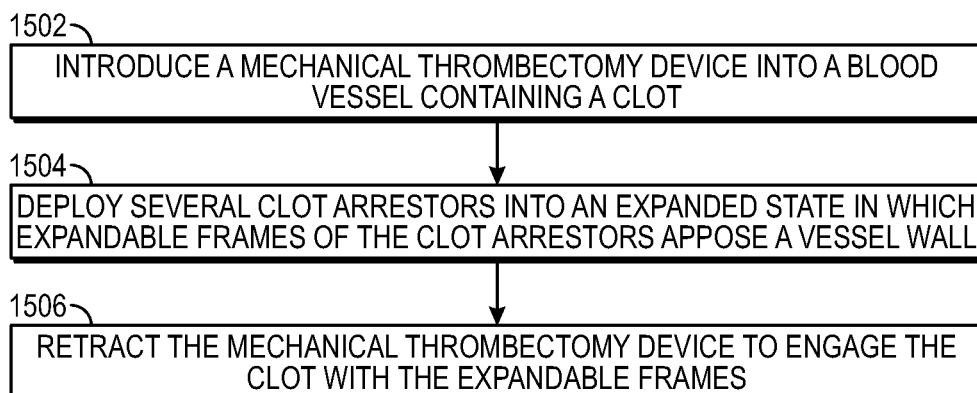 1502
INTRODUCE A MECHANICAL THROMBECTOMY DEVICE INTO A BLOOD
VESSEL CONTAINING A CLOT
1504
DEPLOY SEVERAL CLOT ARRESTORS INTO AN EXPANDED STATE IN WHICH
EXPANDABLE FRAMES OF THE CLOT ARRESTORS APPOSE A VESSEL WALL
1506
RETRACT THE MECHANICAL THROMBECTOMY DEVICE TO ENGAGE THE
CLOT WITH THE EXPANDABLE FRAMES